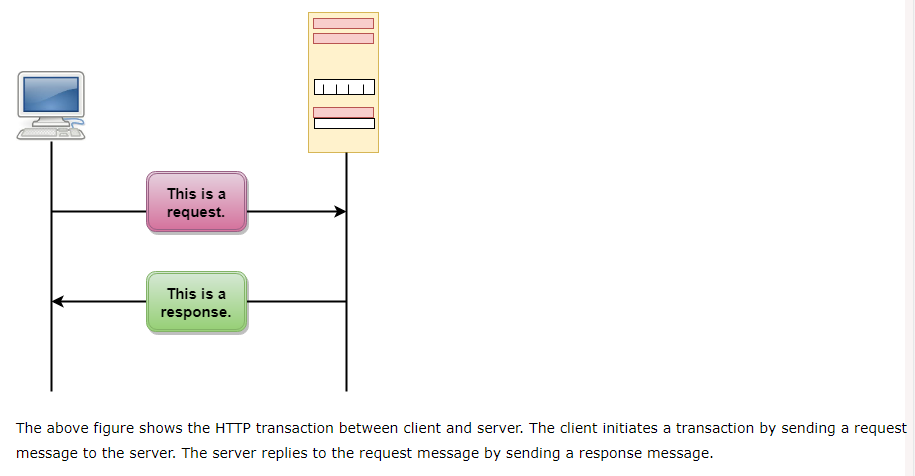 This is a
request.
This is a
response.
The above figure shows the HTTP transaction between client and server. The client initiates a transaction by sending a request
message to the server. The server replies to the request message by sending a response message.